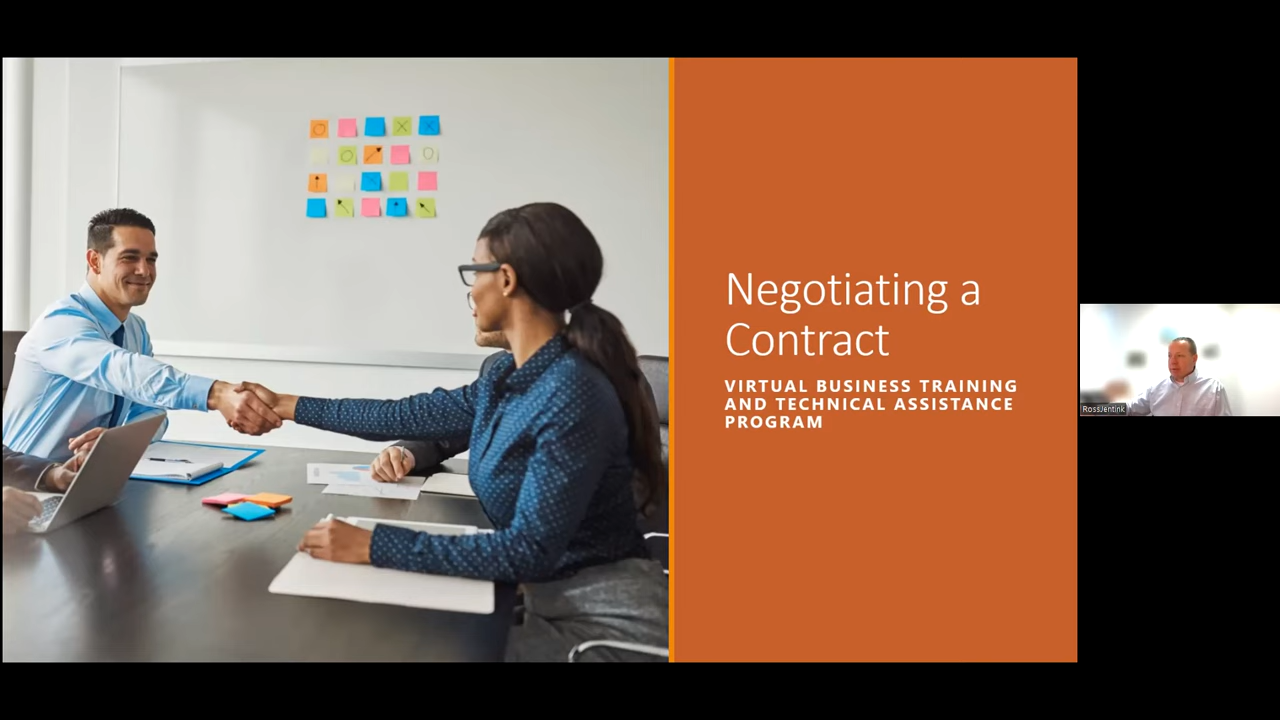 Negotiating a
Contract
VIRTUAL BUSINESS TRAINING
AND TECHNICAL ASSISTANCE
PROGRAM
RossJentink